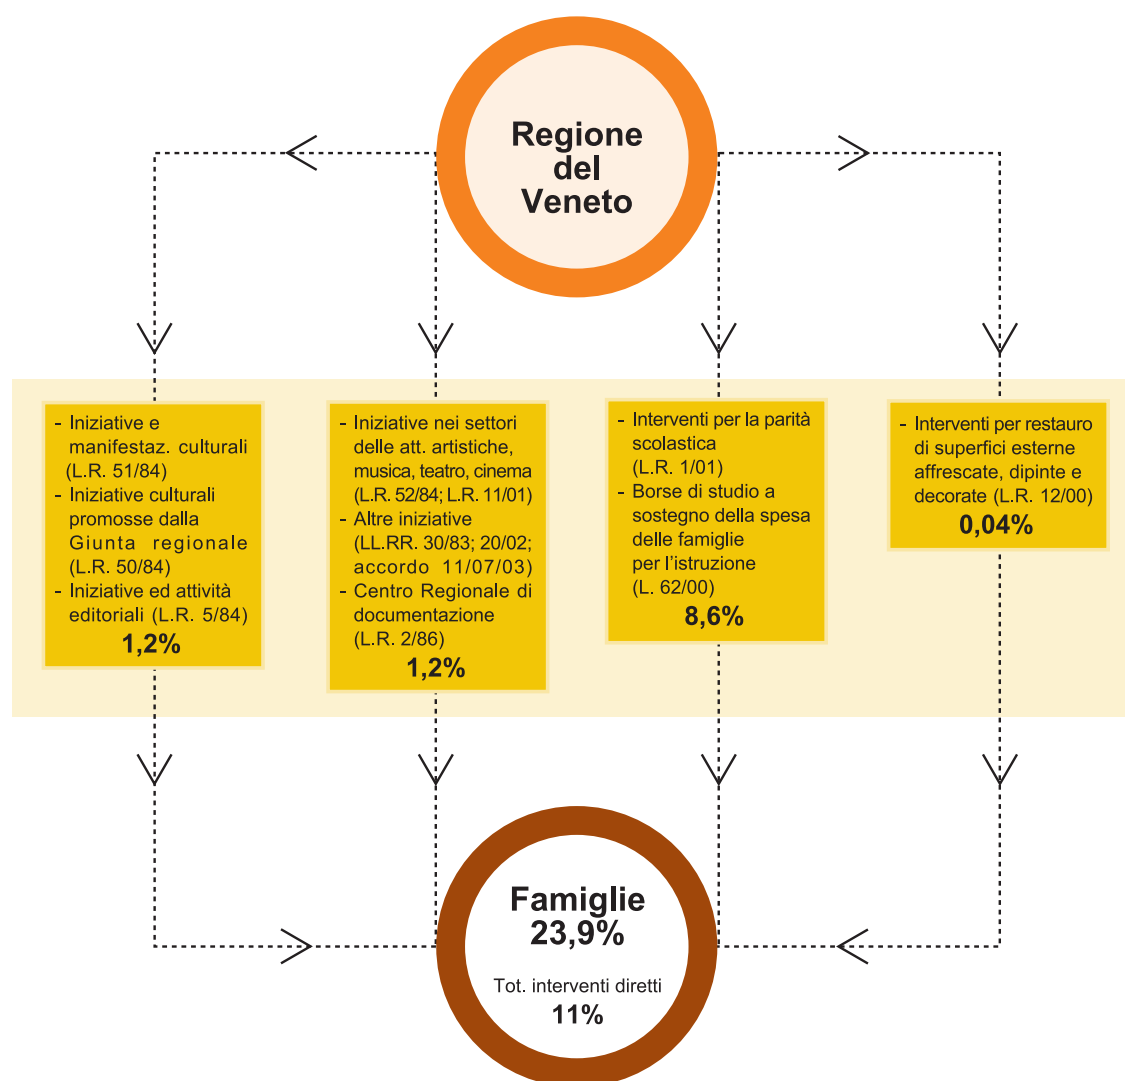 Regione
del
Veneto
- Iniziative e
manifestaz. culturali
(L.R. 51/84)
- Iniziative culturali
promosse dalla
Giunta regionale
(L.R. 50/84)
- Iniziative ed attività
editoriali (L.R. 5/84)
1,2%
- Iniziative nei settori
delle att. artistiche,
musica, teatro, cinema
(L.R. 52/84; L.R. 11/01)
- Altre iniziative
(LL.RR. 30/83; 20/02;
accordo 11/07/03)
- Centro Regionale di
documentazione
(L.R. 2/86)
1,2%
- Interventi per la parità
scolastica
(L.R. 1/01)
- Borse di studio a
sostegno della spesa
delle famiglie
per l’istruzione
(L. 62/00)
8,6%
- Interventi per restauro
di superfici esterne
affrescate, dipinte e
decorate (L.R. 12/00)
0,04%
Famiglie
23,9%
Tot. interventi diretti
11%